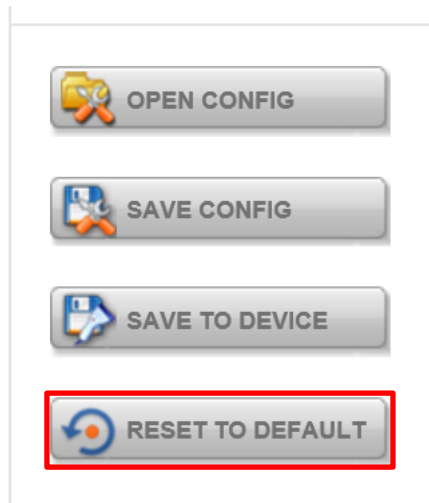 OPEN CONFIG
SAVE CONFIG
SAVE TO DEVICE
RESET TO DEFAULT